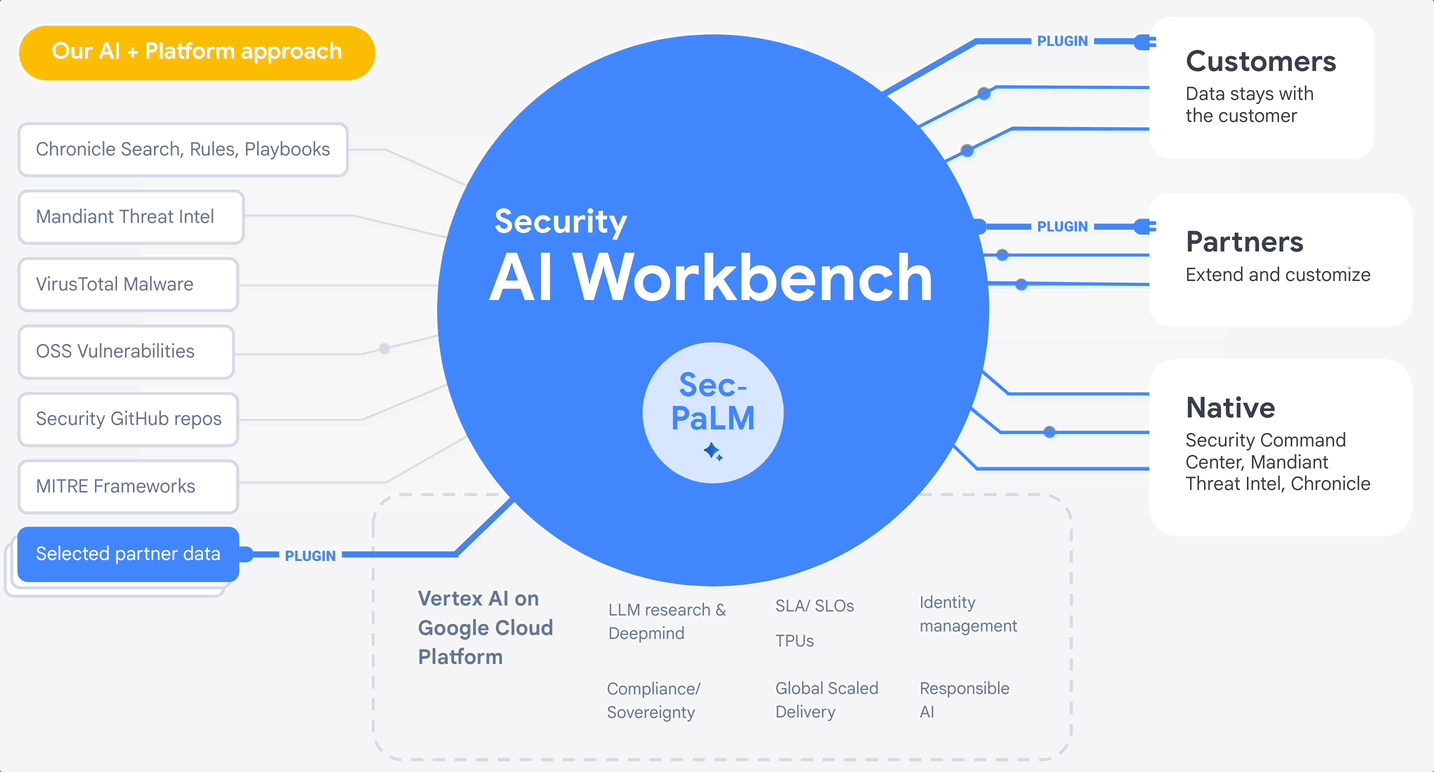 Our AI + Platform approach
Chronicle Search, Rules, Playbooks
Mandiant Threat Intel
VirusTotal Malware
OSS Vulnerabilities
Security GitHub repos
MITRE Frameworks
Selected partner data
PLUGIN
Security
AI Workbench
Sec-
PaLM
PLUGIN
Customers
Data stays with
the customer
PLUGIN
Partners
Extend and customize
Native
Security Command
Center, Mandiant
Threat Intel, Chronicle
Vertex AI on
Google Cloud
Platform
LLM research &
Deepmind
SLA/ SLOs
TPUs
Identity
management
Compliance/
Sovereignty
Global Scaled
Delivery
Responsible
AI